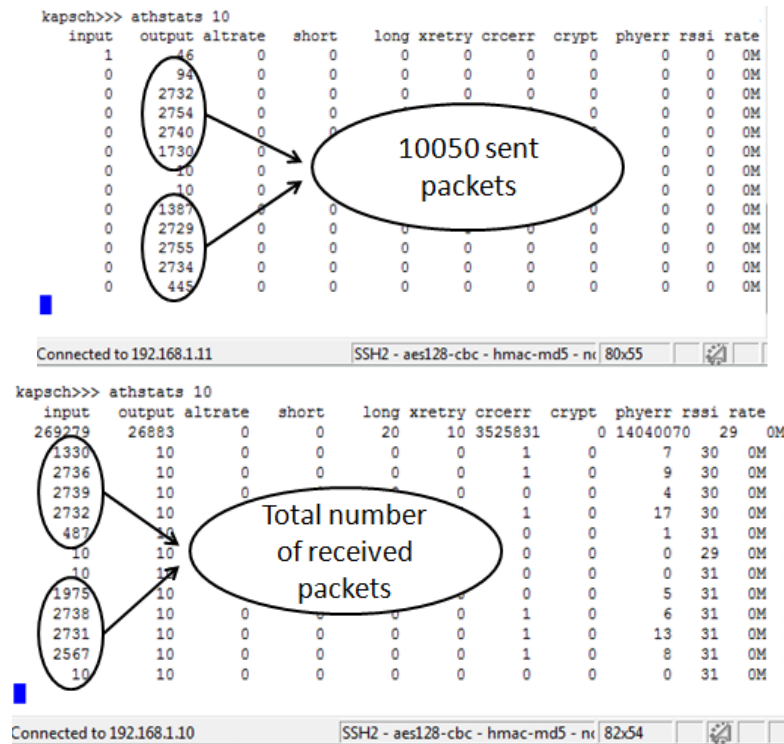 kapsch>>> athstats 10
input output altrate short long xretry crcerr crypt phyerr rssi rate
1 46 0 0 0 0 0 0 0 0 0M
0 94 0 0 0 0 0 0 0 0 0M
0 2732 0 0 0 0 0 0 0 0 0M
0 2754 0 0 0 0 0 0M
0 2740 0 0 0 0 0M
0 1730 0 0 0 0M
0 10 0 0 0 0M
0 10 0 0 0 0M
0 1387 0 0 0 0 0M
0 2729 0 0 0 0 0 0 0 0 0M
0 2755 0 0 0 0 0 0 0 0 0M
0 2734 0 0 0 0 0 0 0 0 0M
0 445 0 0 0 0 0 0 0 0 0M
10050 sent
packets
Connected to 192.168.1.11 SSH2 - aes128-cbc - hmac-md5 - 80x55
kapsch>>> athstats 10
input output altrate short long xretry crcerr crypt phyerr rssi rate
269279 26883 0 0 20 10 3525831 0 14040070 29 0M
1330 10 0 0 0 0 1 0 7 30 0M
2736 10 0 0 0 0 1 0 9 30 0M
2739 10 0 0 0 0 4 30 0M
2732 10 0 1 0 17 30 0M
487 10 0 0 1 31 0M
10 10 0 0 0 29 0M
10 10 0 0 0 31 0M
1975 10 0 0 0 0 5 31 0M
2738 10 0 0 0 0 1 0 6 31 0M
2731 10 0 0 0 0 1 0 13 31 0M
2567 10 0 0 0 0 1 0 8 31 0M
10 10 0 0 0 0 0 0 0 31 0M
Total number
of received
packets
Connected to 192.168.1.10 SSH2 - aes128-cbc - hmac-md5 - 82x54